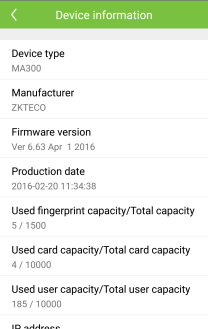 Device information
Device type
MA300
Manufacturer
ZKTECO
Firmware version
Ver 6.63 Apr 1 2016
Production date
2016-02-20 11:34:38
Used fingerprint capacity/Total capacity
5 / 1500
Used card capacity/Total card capacity
4 / 10000
Used user capacity/Total user capacity
185 / 10000
IP address